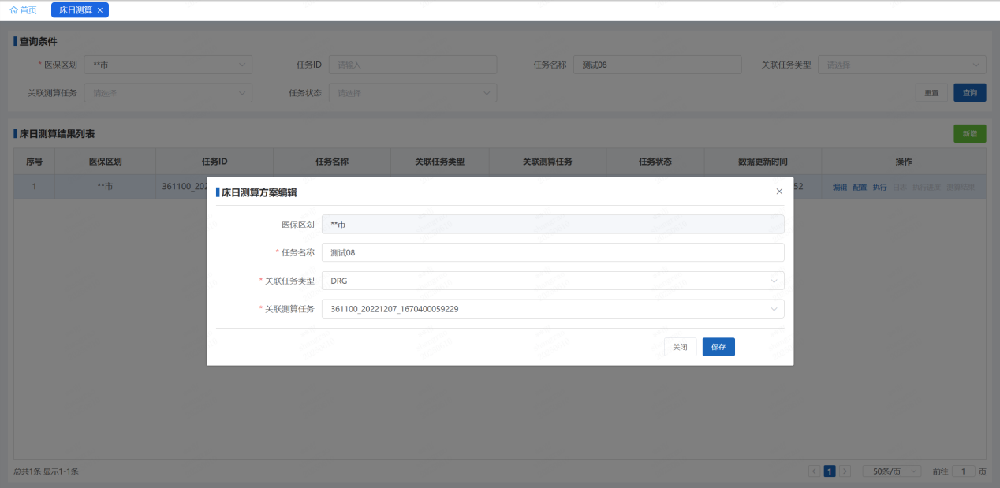 首页 床日测算 ×
查询条件
* 医保区划 **市 任务ID 请输入 任务名称 测试08 关联任务类型 请选择
关联测算任务 请选择 任务状态 请选择 重置 查询
床日测算结果列表 新增
序号 医保区划 任务ID 任务名称 关联任务类型 关联测算任务 任务状态 数据更新时间 操作
1 **市 361100_202 52 编辑 配置 执行 日志 执行进度 测算结果
床日测算方案编辑 ×
医保区划 **市
* 任务名称 测试08
* 关联任务类型 DRG
* 关联测算任务 361100_20221207_1670400059229
关闭 保存
总共1条 显示1-1条 < 1 > 50条/页 前往 1 页